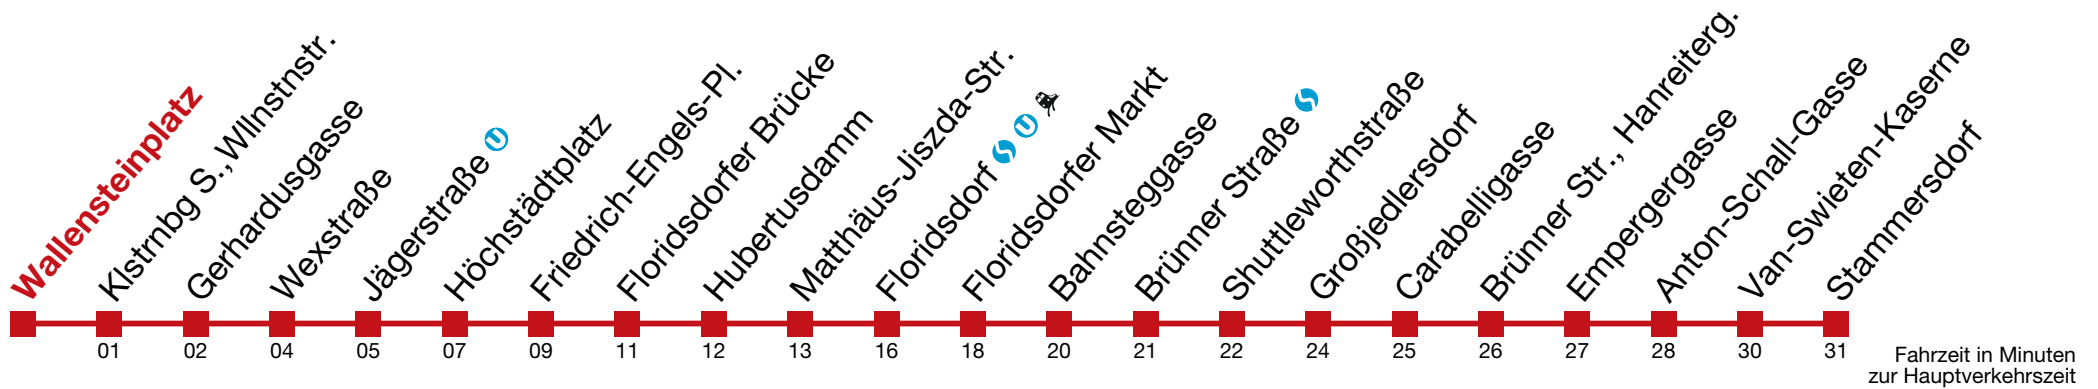 Wallensteinplatz
Klstrnbg S., Wllnstnstr.
Gerhardusgasse
Wexstraße
Jägerstraße U
Höchstädtplatz
Friedrich-Engels-Pl.
Floridsdorfer Brücke
Hubertusdamm
Matthäus-Jiszda-Str.
Floridsdorf S U
Floridsdorfer Markt
Bahnsteggasse
Brünner Straße S
Shuttleworthstraße
Großjedlersdorf
Carabelligasse
Brünner Str., Hanreiterg.
Empergergasse
Anton-Schall-Gasse
Van-Swieten-Kaserne
Stammersdorf
01 02 04 05 07 09 11 12 13 16 18 20 21 22 24 25 26 27 28 30 31
Fahrzeit in Minuten
zur Hauptverkehrszeit